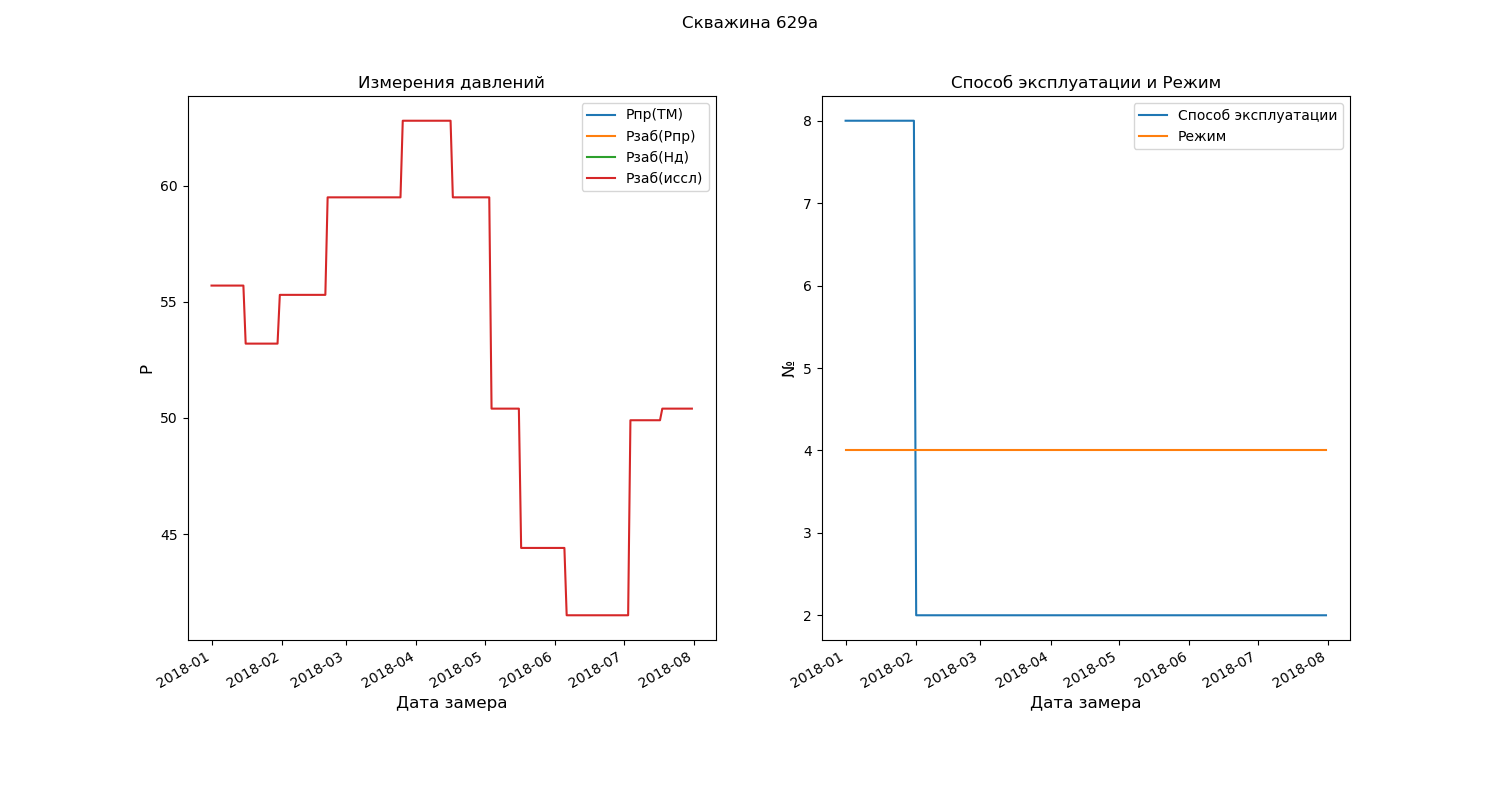 Скважина 629а
Измерения давлений
Рпр(ТМ)
Рзаб(Рпр)
Рзаб(Нд)
Рзаб(иссл)
60
55
50
45
P
2018-01
2018-02
2018-03
2018-04
2018-05
2018-06
2018-07
2018-08
Дата замера
Способ эксплуатации и Режим
Способ эксплуатации
Режим
8
7
6
5
4
3
2
№
2018-01
2018-02
2018-03
2018-04
2018-05
2018-06
2018-07
2018-08
Дата замера